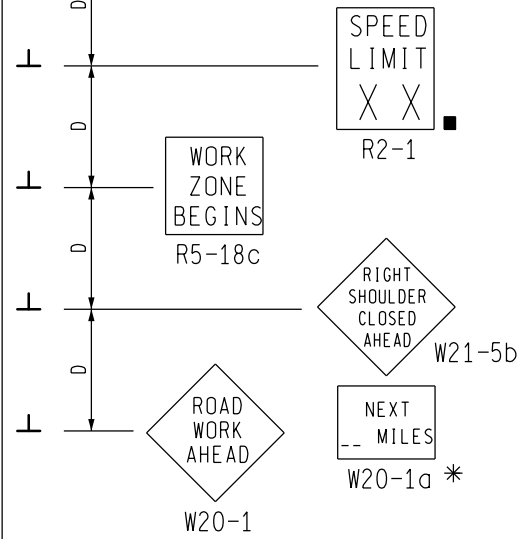 D
SPEED
LIMIT
X X
R2-1
D
WORK
ZONE
BEGINS
R5-18c
D
RIGHT
SHOULDER
CLOSED
AHEAD
W21-5b
D
ROAD
WORK
AHEAD
W20-1
NEXT
__ MILES
W20-1a *